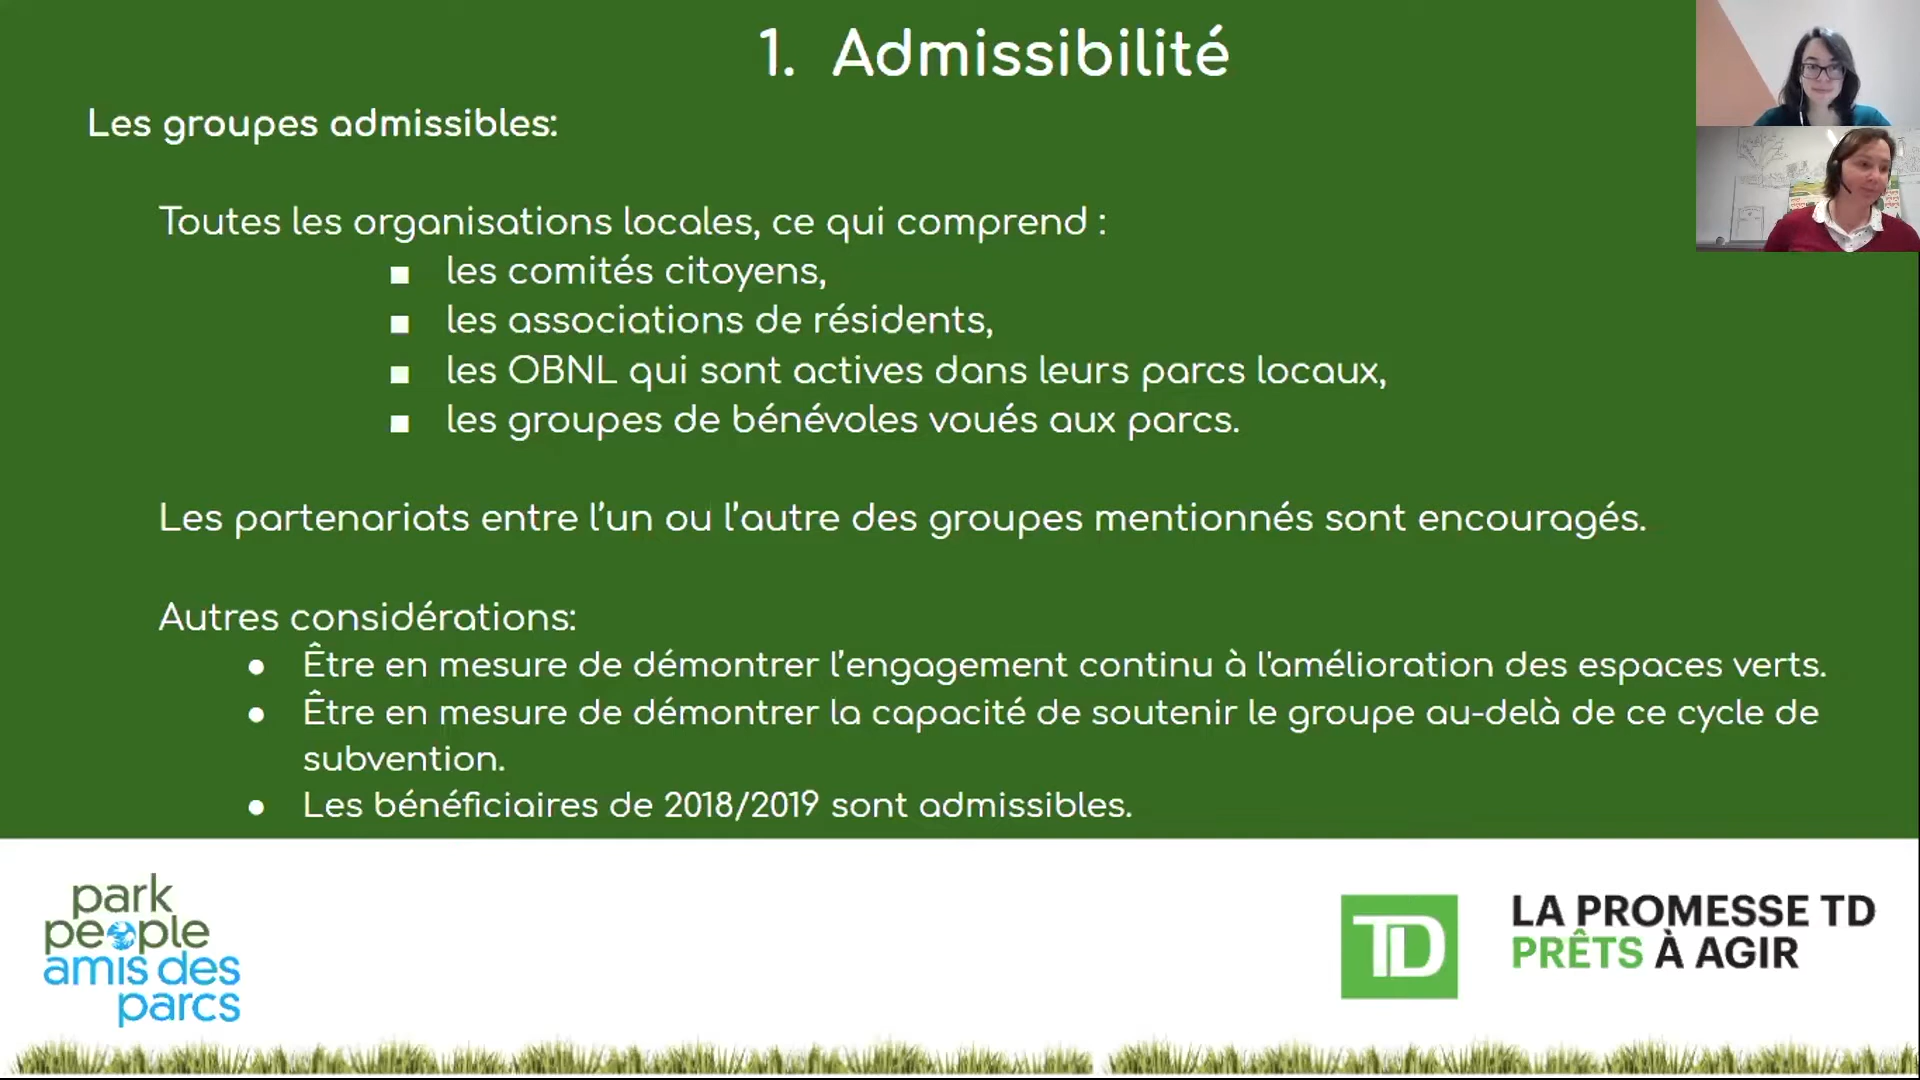 1. Admissibilité
Les groupes admissibles:
Toutes les organisations locales, ce qui comprend :
■ les comités citoyens,
■ les associations de résidents,
■ les OBNL qui sont actives dans leurs parcs locaux,
■ les groupes de bénévoles voués aux parcs.
Les partenariats entre l’un ou l’autre des groupes mentionnés sont encouragés.
Autres considérations:
● Être en mesure de démontrer l’engagement continu à l'amélioration des espaces verts.
● Être en mesure de démontrer la capacité de soutenir le groupe au-delà de ce cycle de
subvention.
● Les bénéficiaires de 2018/2019 sont admissibles.
park
people
amis des
parcs
TD
LA PROMESSE TD
PRÊTS À AGIR